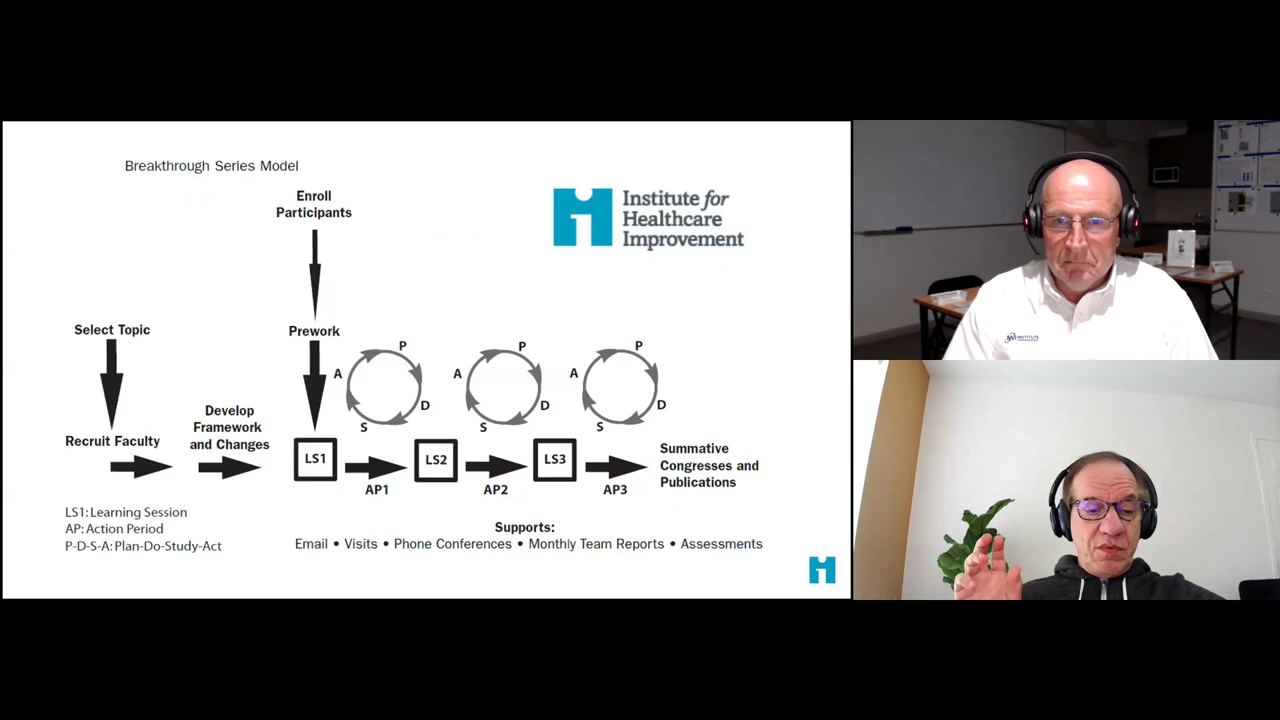 Breakthrough Series Model
Enroll
Participants
Institute for
Healthcare
Improvement
Select Topic
Prework
P
A
D
S
P
A
D
S
P
A
D
S
Develop
Framework
and Changes
Recruit Faculty
LS1
LS2
LS3
AP1
AP2
AP3
Summative
Congresses and
Publications
LS1: Learning Session
AP: Action Period
P-D-S-A: Plan-Do-Study-Act
Supports:
Email • Visits • Phone Conferences • Monthly Team Reports • Assessments
INSTITUTE